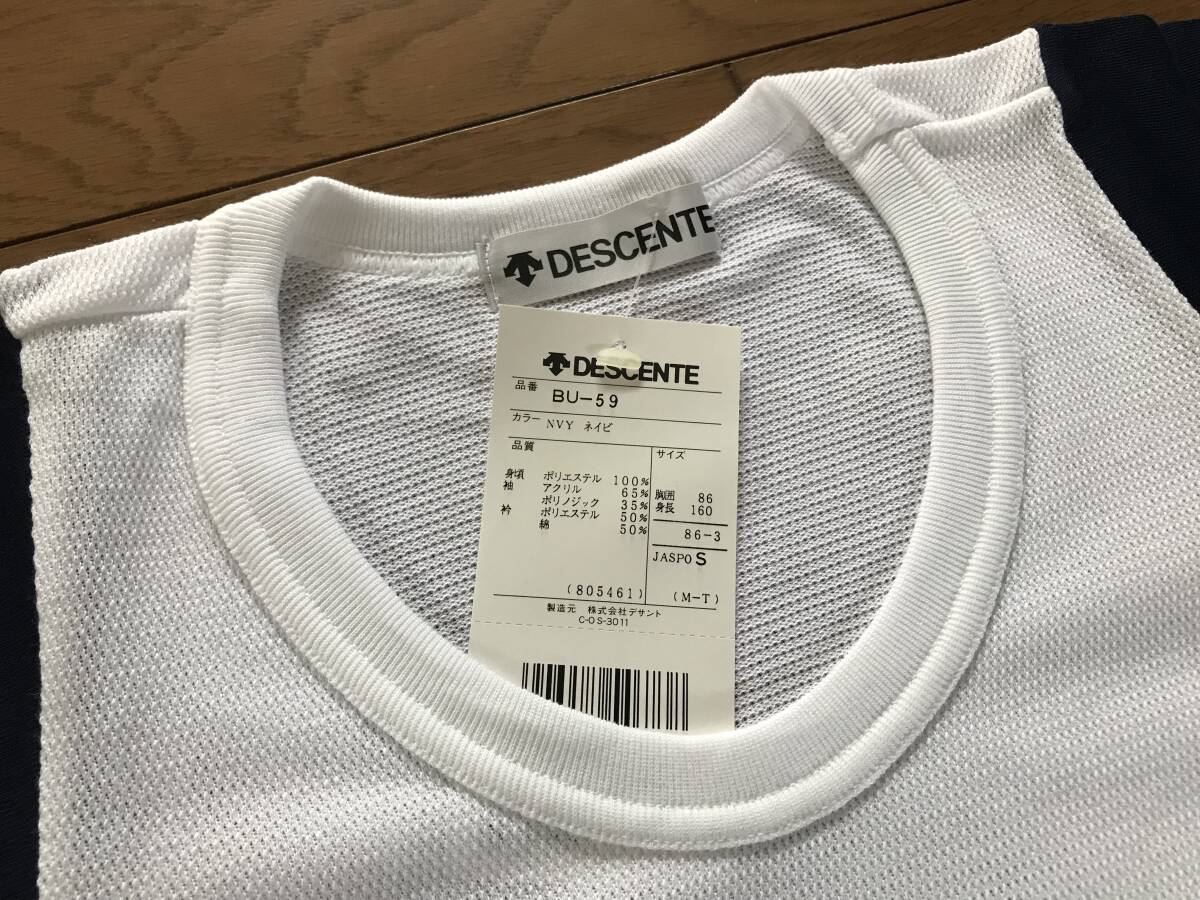 DESCENTE
DESCENTE
品番 BU-59
カラー NVY ネイビ
品質 サイズ
身頃 ポリエステル 100%
袖 アクリル 65%
ポリノジック 35%
衿 ポリエステル 50%
綿 50%
胸囲 86
身長 160
86-3
JASPO S
(805461) (M-T)
製造元 株式会社デサント
C-OS-3011